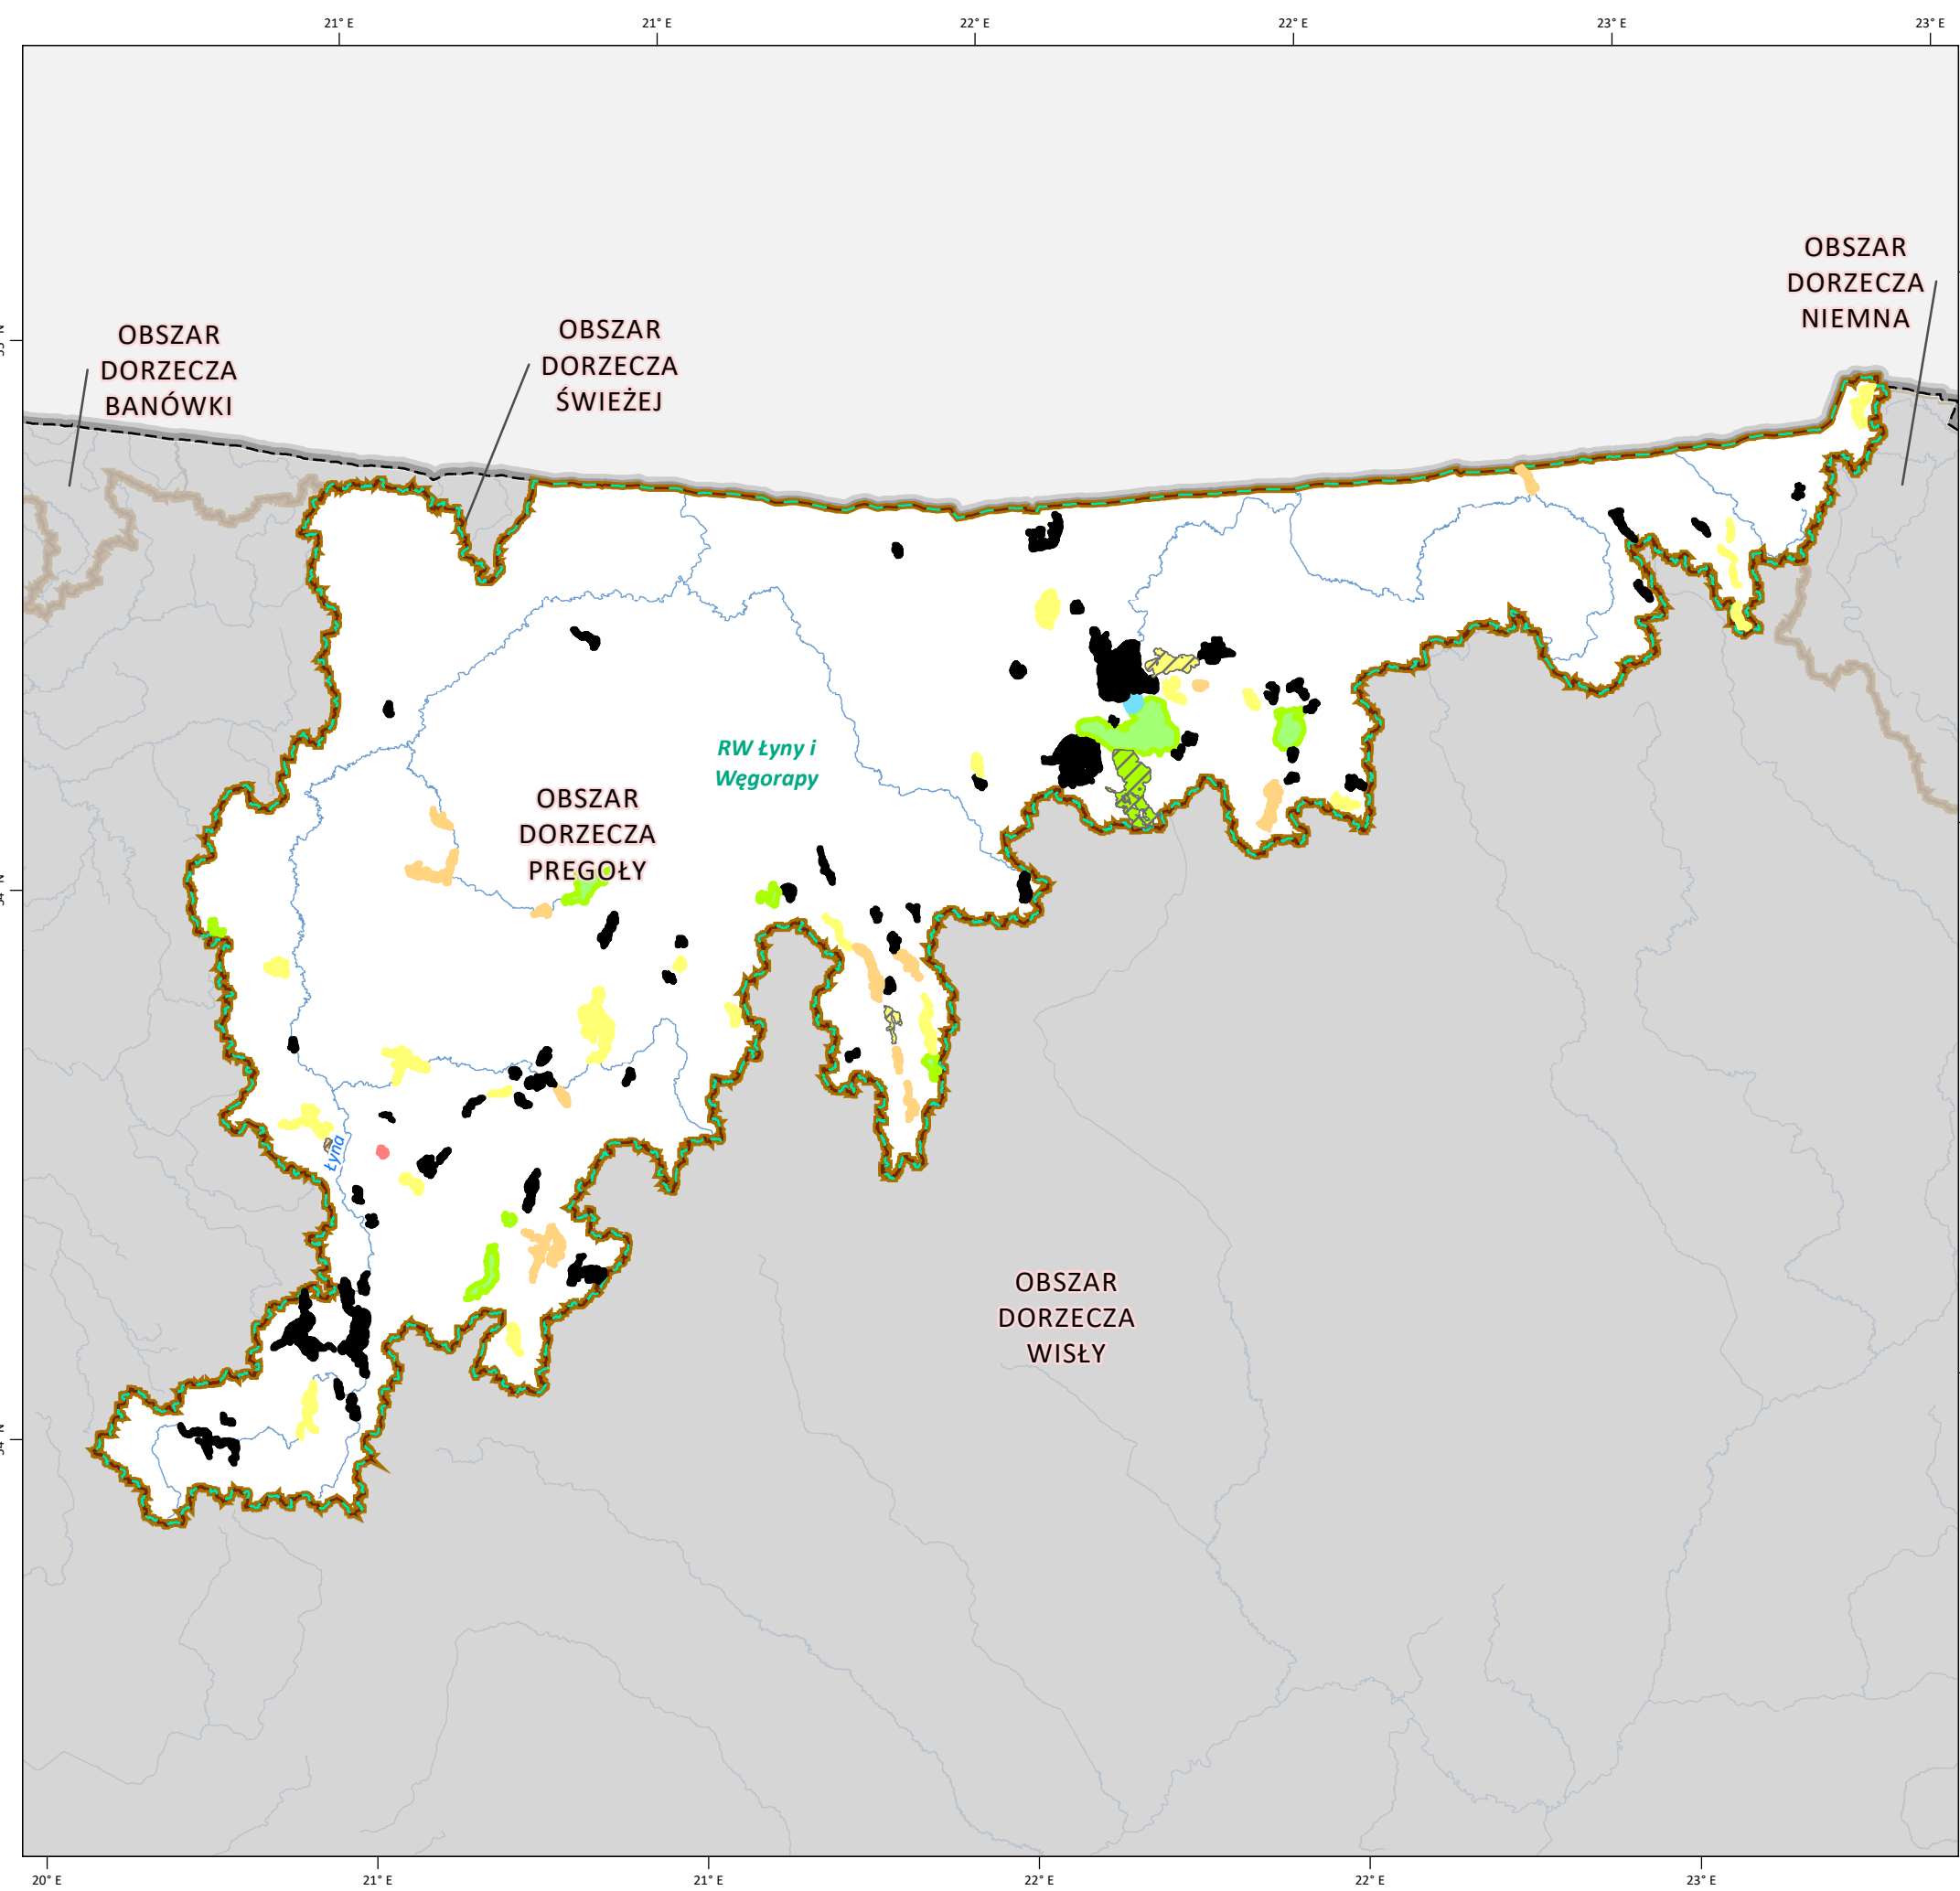 21° E
21° E
22° E
22° E
23° E
23° E
OBSZAR
DORZECZA
NIEMNA
OBSZAR
DORZECZA
BANÓWKI
OBSZAR
DORZECZA
ŚWIEŻEJ
RW Łyny i
Węgorapy
OBSZAR
DORZECZA
PREGOŁY
Łyna
OBSZAR
DORZECZA
WISŁY
20° E
21° E
21° E
22° E
22° E
23° E